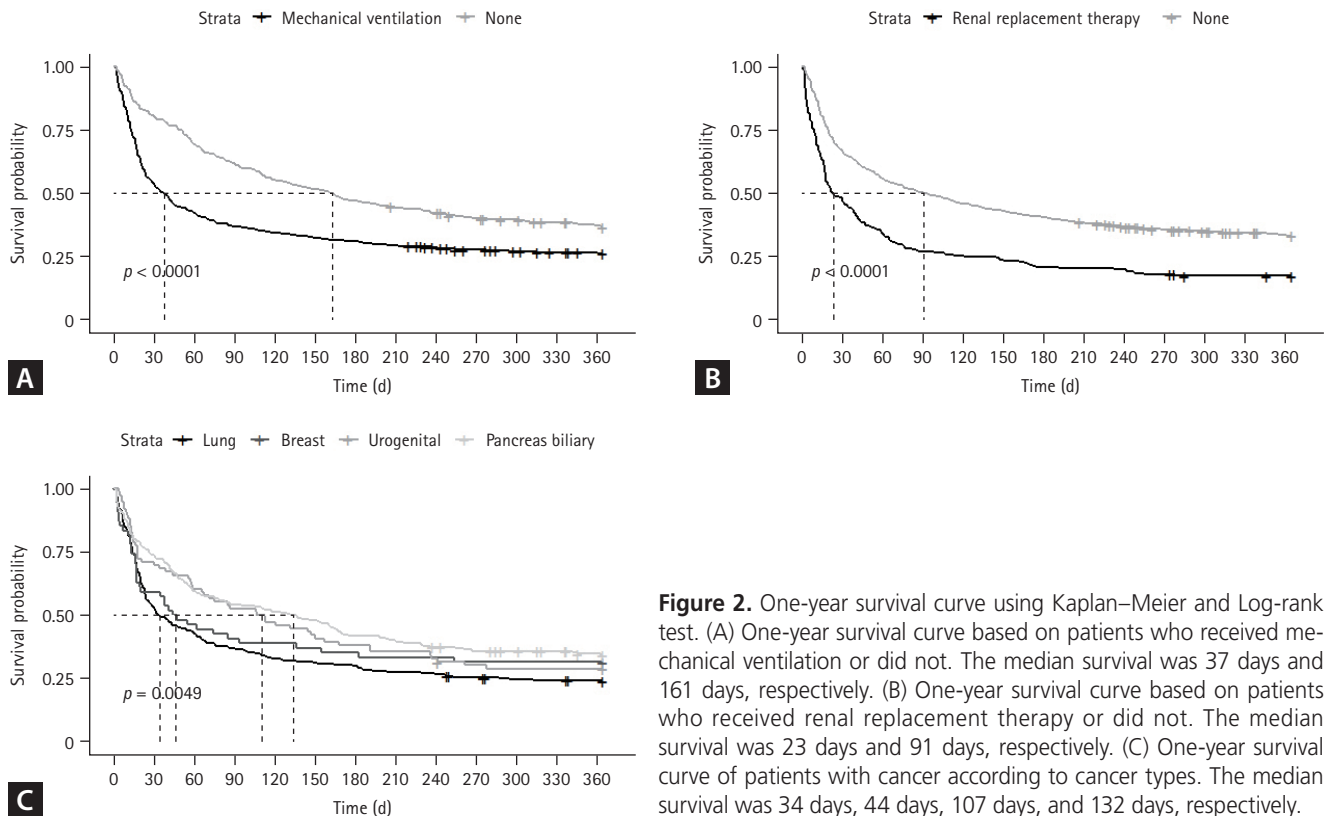 Strata Mechanical ventilation None
Survival probability
1.00
0.75
0.50
0.25
0
p < 0.0001
0 30 60 90 120 150 180 210 240 270 300 330 360
Time (d)
A
Strata Renal replacement therapy None
Survival probability
1.00
0.75
0.50
0.25
0
p < 0.0001
0 30 60 90 120 150 180 210 240 270 300 330 360
Time (d)
B
Strata Lung Breast Urogenital Pancreas biliary
Survival probability
1.00
0.75
0.50
0.25
0
p = 0.0049
0 30 60 90 120 150 180 210 240 270 300 330 360
Time (d)
C
Figure 2. One-year survival curve using Kaplan–Meier and Log-rank
test. (A) One-year survival curve based on patients who received me-
chanical ventilation or did not. The median survival was 37 days and
161 days, respectively. (B) One-year survival curve based on patients
who received renal replacement therapy or did not. The median
survival was 23 days and 91 days, respectively. (C) One-year survival
curve of patients with cancer according to cancer types. The median
survival was 34 days, 44 days, 107 days, and 132 days, respectively.